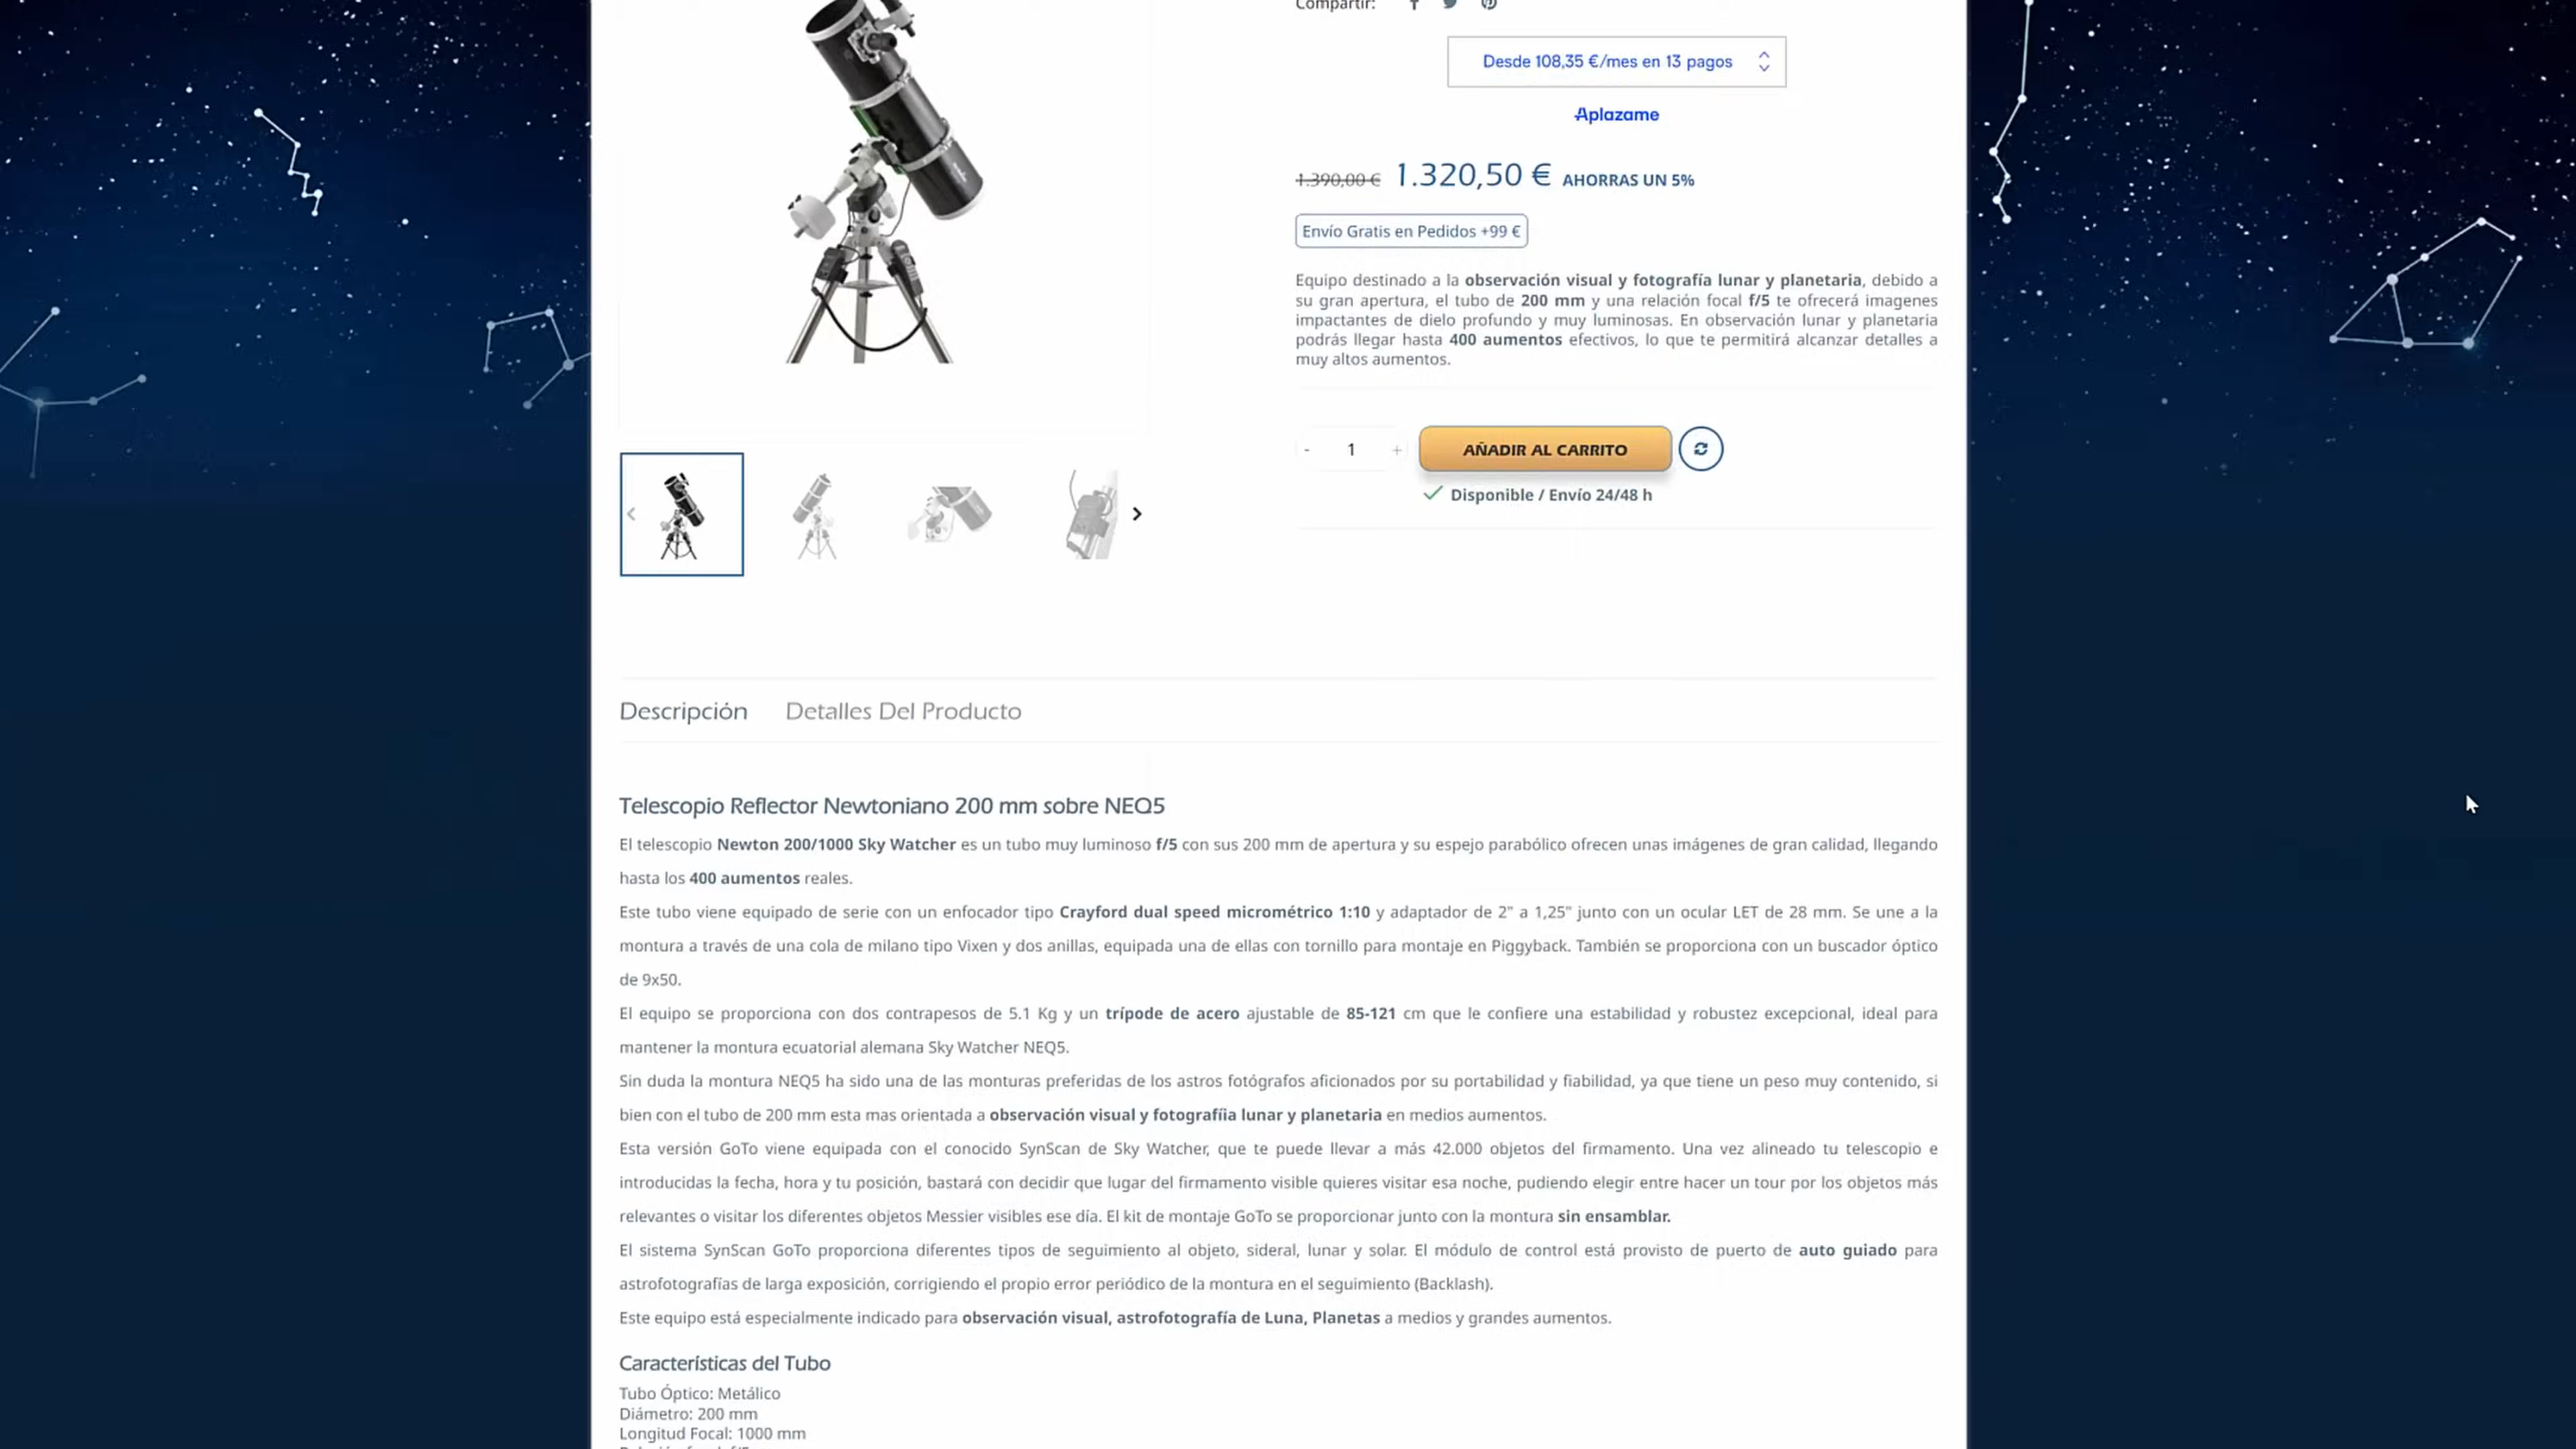 Compartir:
Desde 108,35 €/mes en 13 pagos
Aplazame
1.390,00 € 1.320,50 € AHORRAS UN 5%
Envío Gratis en Pedidos +99 €
Equipo destinado a la observación visual y fotografía lunar y planetaria, debido a
su gran apertura, el tubo de 200 mm y una relación focal f/5 te ofrecerá imagenes
impactantes de dielo profundo y muy luminosas. En observación lunar y planetaria
podrás llegar hasta 400 aumentos efectivos, lo que te permitirá alcanzar detalles a
muy altos aumentos.
- 1 + AÑADIR AL CARRITO
Disponible / Envío 24/48 h
Descripción Detalles Del Producto
Telescopio Reflector Newtoniano 200 mm sobre NEQ5
El telescopio Newton 200/1000 Sky Watcher es un tubo muy luminoso f/5 con sus 200 mm de apertura y su espejo parabólico ofrecen unas imágenes de gran calidad, llegando
hasta los 400 aumentos reales.
Este tubo viene equipado de serie con un enfocador tipo Crayford dual speed micrométrico 1:10 y adaptador de 2" a 1,25" junto con un ocular LET de 28 mm. Se une a la
montura a través de una cola de milano tipo Vixen y dos anillas, equipada una de ellas con tornillo para montaje en Piggyback. También se proporciona con un buscador óptico
de 9x50.
El equipo se proporciona con dos contrapesos de 5.1 Kg y un trípode de acero ajustable de 85-121 cm que le confiere una estabilidad y robustez excepcional, ideal para
mantener la montura ecuatorial alemana Sky Watcher NEQ5.
Sin duda la montura NEQ5 ha sido una de las monturas preferidas de los astros fotógrafos aficionados por su portabilidad y fiabilidad, ya que tiene un peso muy contenido, si
bien con el tubo de 200 mm esta mas orientada a observación visual y fotografíia lunar y planetaria en medios aumentos.
Esta versión GoTo viene equipada con el conocido SynScan de Sky Watcher, que te puede llevar a más 42.000 objetos del firmamento. Una vez alineado tu telescopio e
introducidas la fecha, hora y tu posición, bastará con decidir que lugar del firmamento visible quieres visitar esa noche, pudiendo elegir entre hacer un tour por los objetos más
relevantes o visitar los diferentes objetos Messier visibles ese día. El kit de montaje GoTo se proporcionar junto con la montura sin ensamblar.
El sistema SynScan GoTo proporciona diferentes tipos de seguimiento al objeto, sideral, lunar y solar. El módulo de control está provisto de puerto de auto guiado para
astrofotografías de larga exposición, corrigiendo el propio error periódico de la montura en el seguimiento (Backlash).
Este equipo está especialmente indicado para observación visual, astrofotografía de Luna, Planetas a medios y grandes aumentos.
Características del Tubo
Tubo Óptico: Metálico
Diámetro: 200 mm
Longitud Focal: 1000 mm